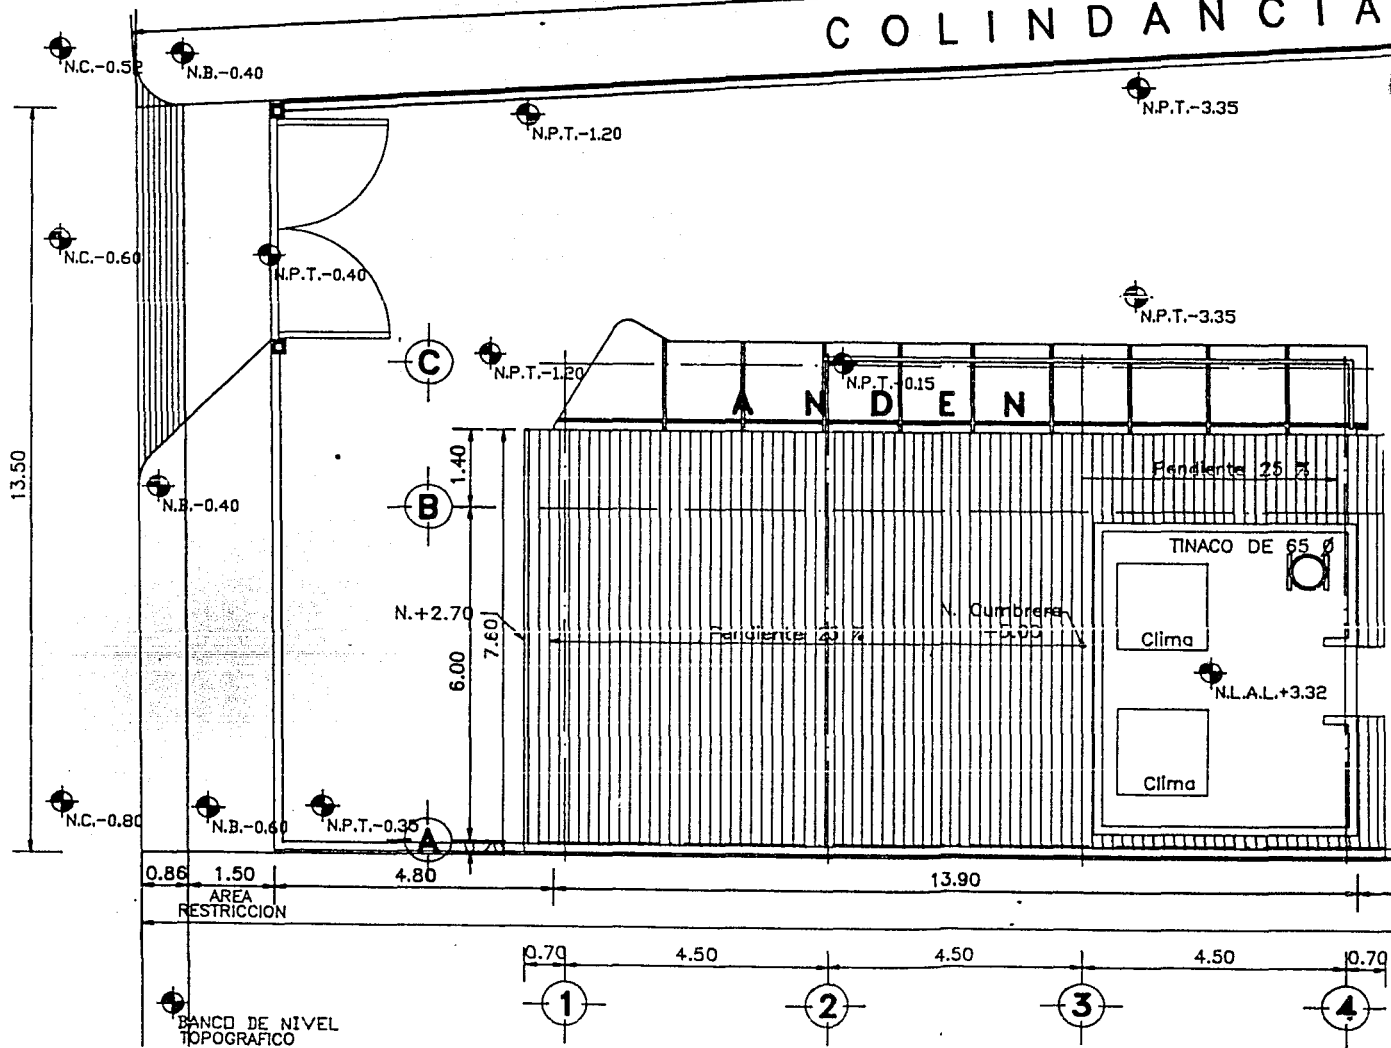 COLINDANCIA
N.C.-0.52
N.B.-0.40
N.P.T.-1.20
N.P.T.-3.35
N.C.-0.60
N.P.T.-0.40
N.P.T.-3.35
C
N.P.T.-1.20
N.P.T.-0.15
ANDEN
13.50
1.40
Pendiente 25 %
N.B.-0.40
B
TINACO DE 65 Ø
N.+2.70
7.60
6.00
Pendiente 25 %
N. Cumbrera
Clima
N.L.A.L.+3.32
Clima
N.C.-0.80
N.B.-0.60
N.P.T.-0.35
A
0.86
1.50
4.80
13.90
AREA
RESTRICCION
0.70
4.50
4.50
4.50
0.70
1
2
3
4
BANCO DE NIVEL
TOPOGRAFICO